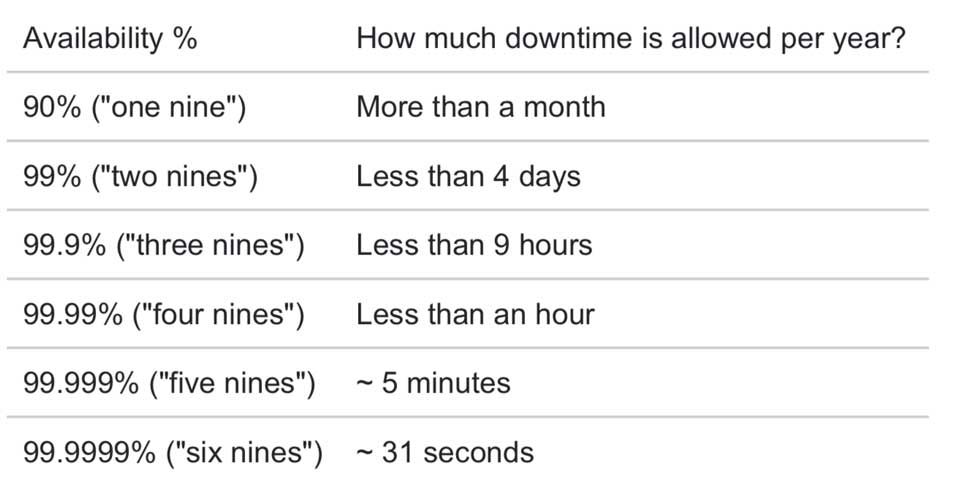 Availability % How much downtime is allowed per year?
90% ("one nine") More than a month
99% ("two nines") Less than 4 days
99.9% ("three nines") Less than 9 hours
99.99% ("four nines") Less than an hour
99.999% ("five nines") ~ 5 minutes
99.9999% ("six nines") ~ 31 seconds